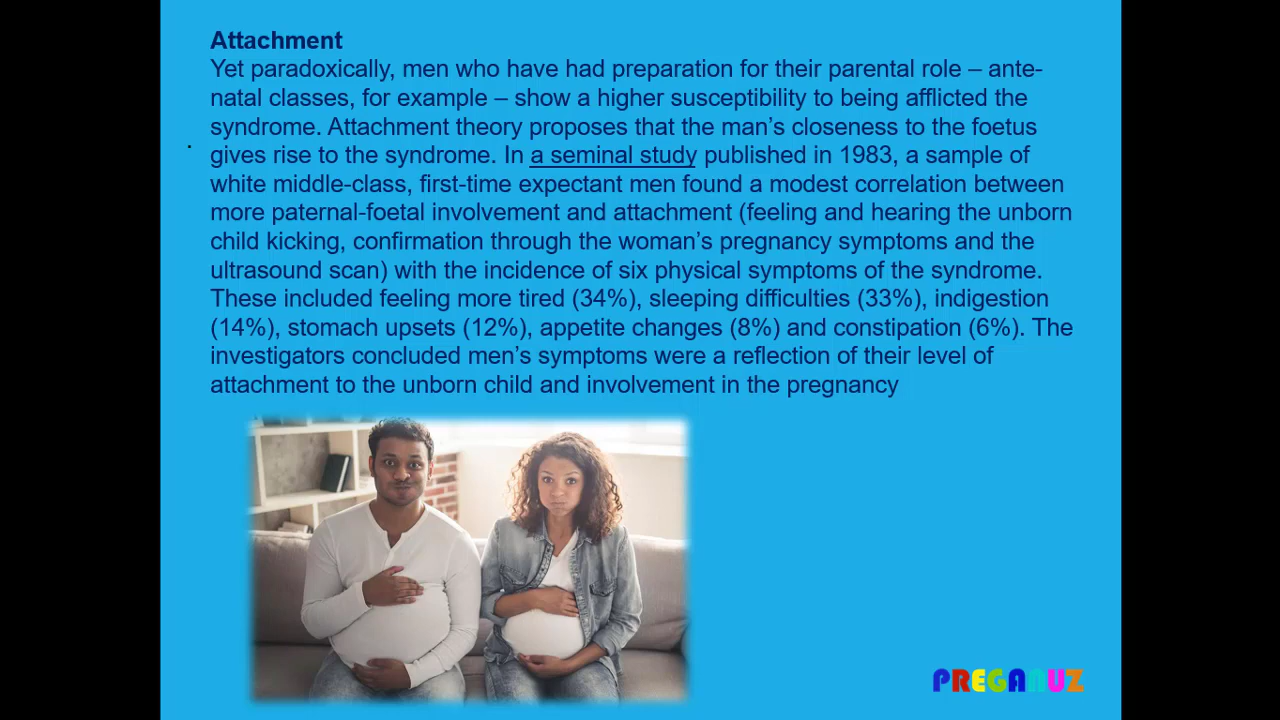 Attachment
Yet paradoxically, men who have had preparation for their parental role – ante-
natal classes, for example – show a higher susceptibility to being afflicted the
syndrome. Attachment theory proposes that the man’s closeness to the foetus
gives rise to the syndrome. In a seminal study published in 1983, a sample of
white middle-class, first-time expectant men found a modest correlation between
more paternal-foetal involvement and attachment (feeling and hearing the unborn
child kicking, confirmation through the woman’s pregnancy symptoms and the
ultrasound scan) with the incidence of six physical symptoms of the syndrome.
These included feeling more tired (34%), sleeping difficulties (33%), indigestion
(14%), stomach upsets (12%), appetite changes (8%) and constipation (6%). The
investigators concluded men’s symptoms were a reflection of their level of
attachment to the unborn child and involvement in the pregnancy
PREGANUZ